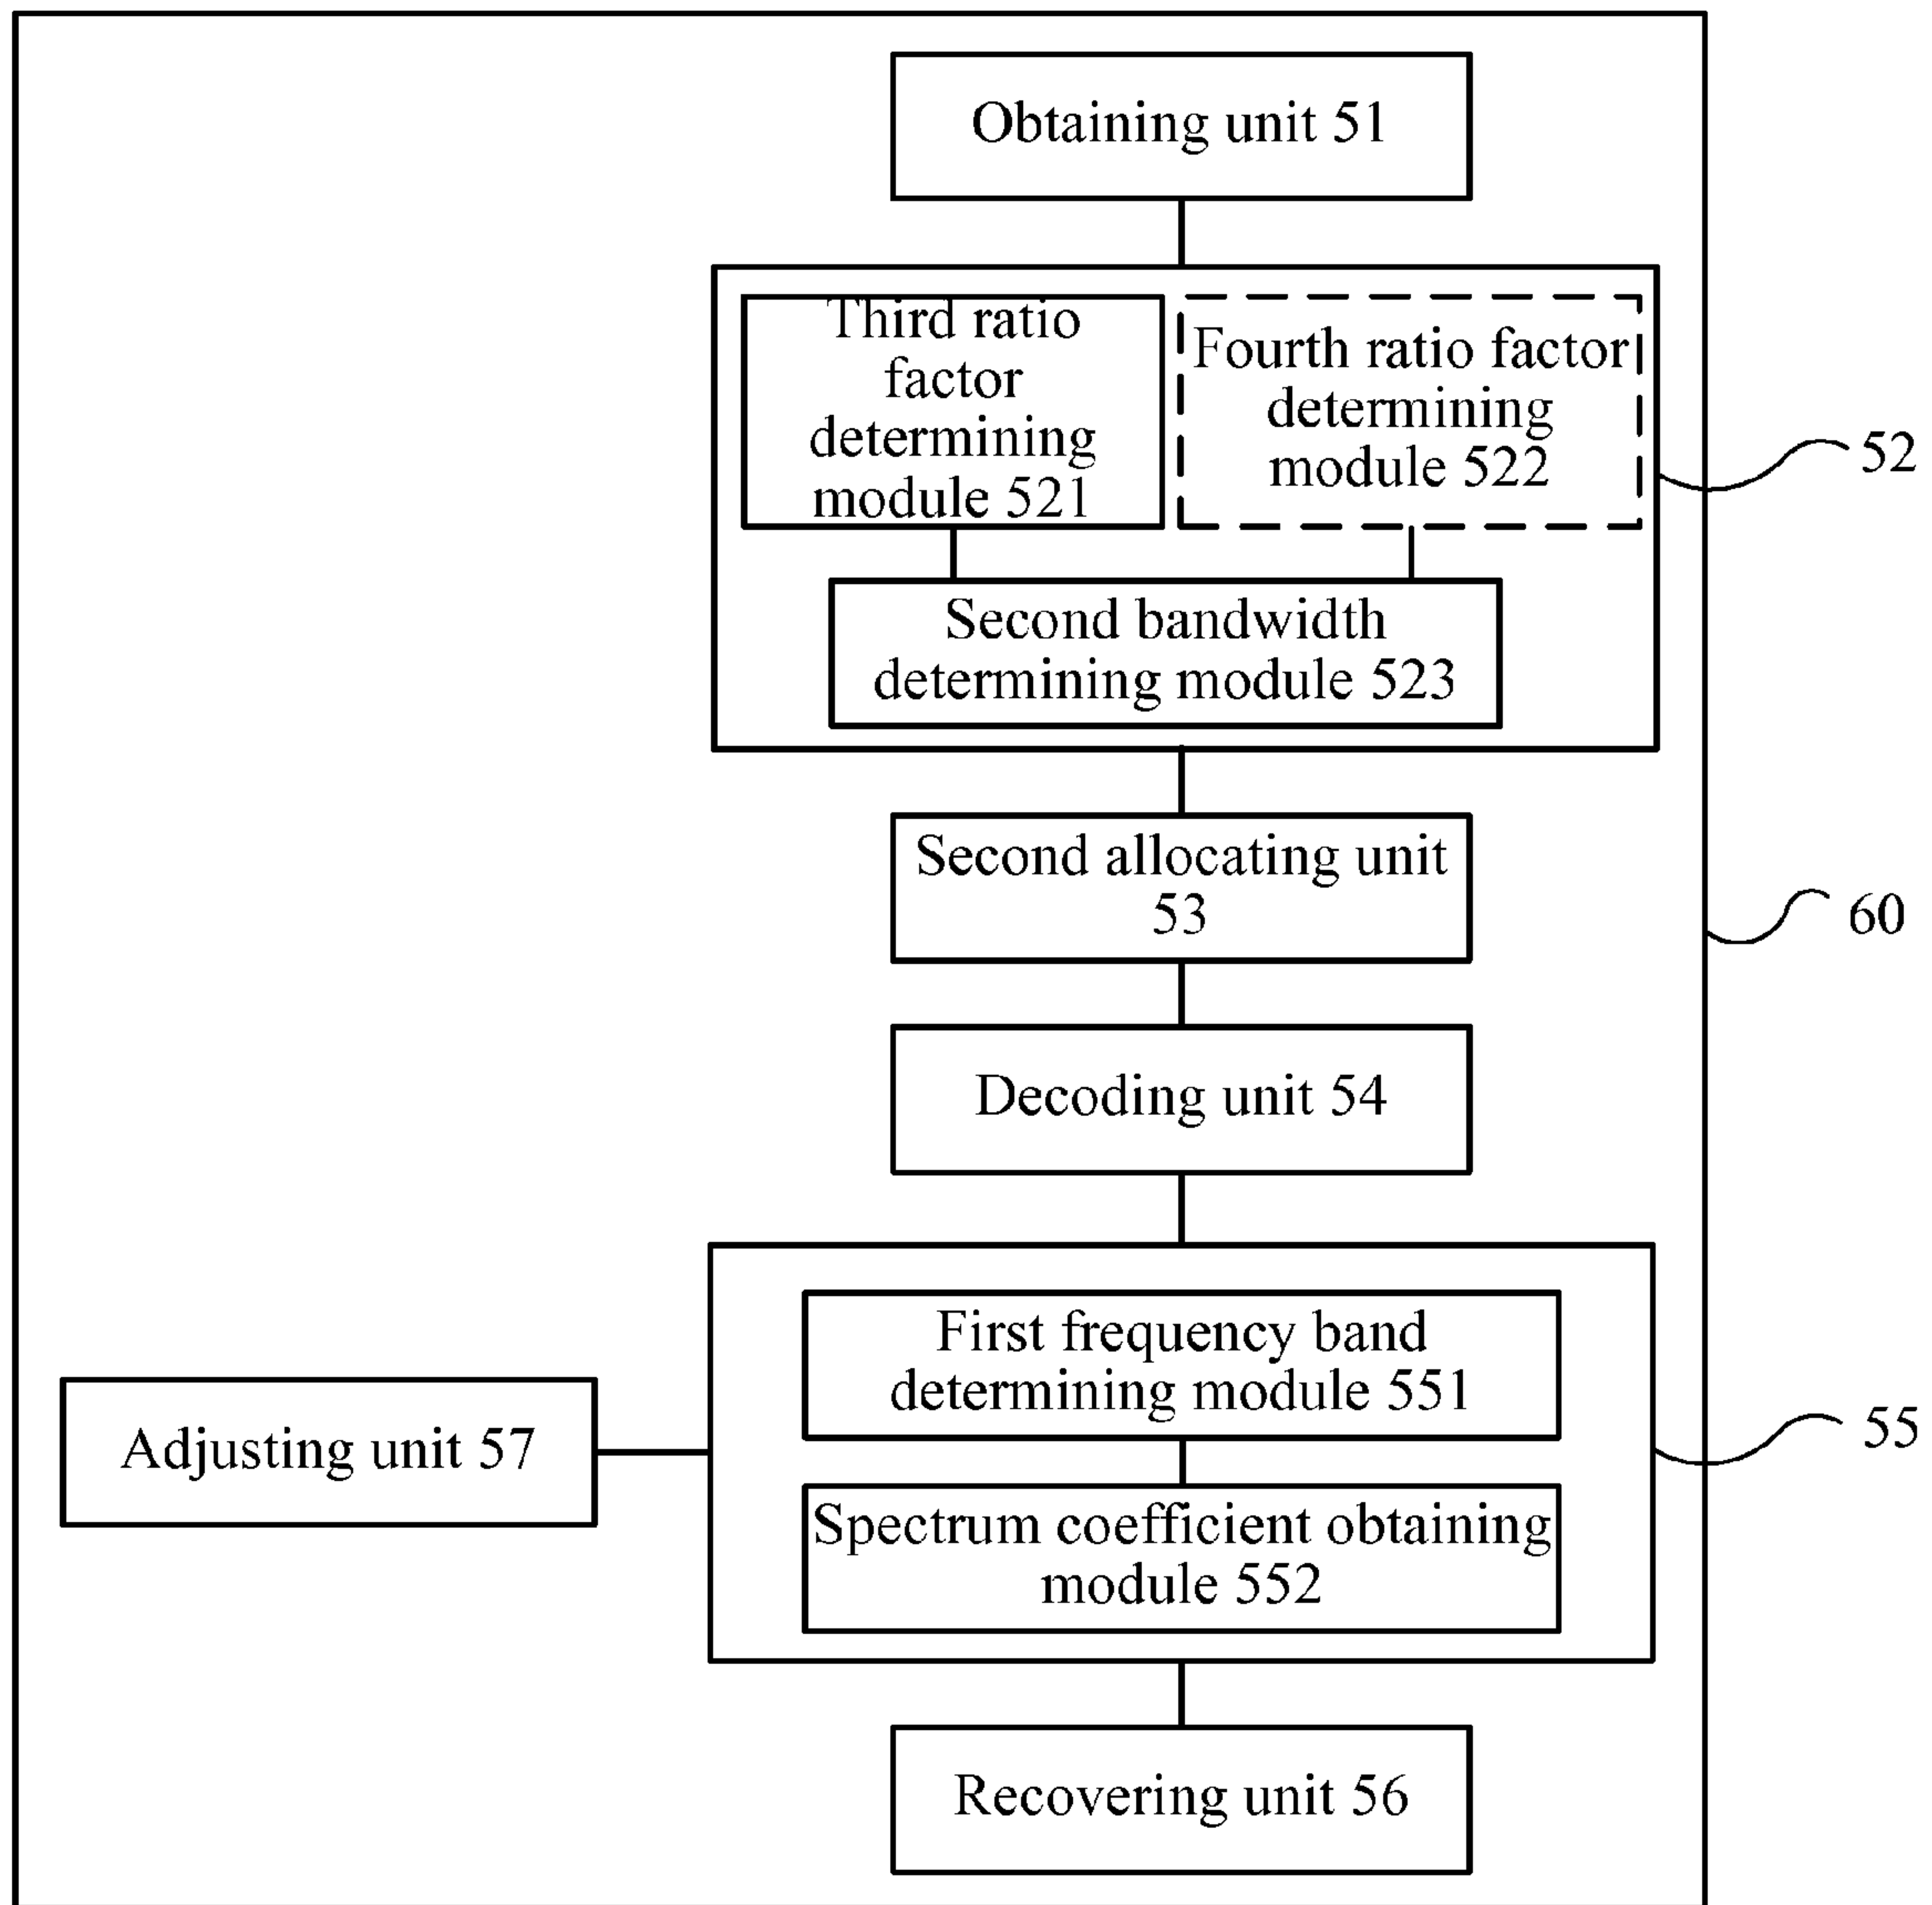 Obtaining unit 51
Third ratio
factor
determining
module 521
Fourth ratio factor
determining
module 522
52
Second bandwidth
determining module 523
Second allocating unit
53
60
Decoding unit 54
First frequency band
determining module 551
55
Adjusting unit 57
Spectrum coefficient obtaining
module 552
Recovering unit 56